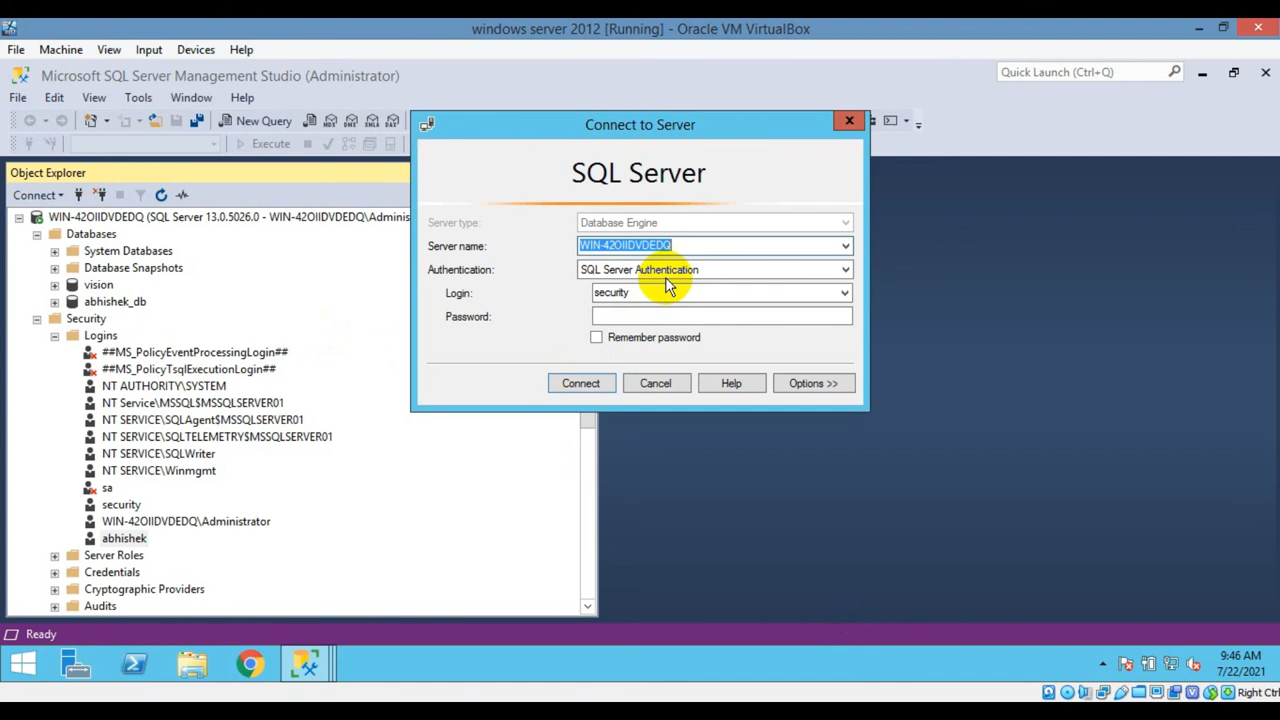 windows server 2012 [Running] - Oracle VM VirtualBox
File Machine View Input Devices Help
Microsoft SQL Server Management Studio (Administrator)
Quick Launch (Ctrl+Q)
File Edit View Tools Window Help
New Query
Execute
Object Explorer
Connect
WIN-42OIIDVDEDQ (SQL Server 13.0.5026.0 - WIN-42OIIDVDEDQ\Adminis
Databases
System Databases
Database Snapshots
vision
abhishek_db
Security
Logins
##MS_PolicyEventProcessingLogin##
##MS_PolicyTsqlExecutionLogin##
NT AUTHORITY\SYSTEM
NT Service\MSSQL$MSSQLSERVER01
NT SERVICE\SQLAgent$MSSQLSERVER01
NT SERVICE\SQLTELEMETRY$MSSQLSERVER01
NT SERVICE\SQLWriter
NT SERVICE\Winmgmt
sa
security
WIN-42OIIDVDEDQ\Administrator
abhishek
Server Roles
Credentials
Cryptographic Providers
Audits
Connect to Server
SQL Server
Server type: Database Engine
Server name: WIN-42OIIDVDEDQ
Authentication: SQL Server Authentication
Login: security
Password:
Remember password
Connect Cancel Help Options >>
Ready
9:46 AM
7/22/2021
Right Ctrl